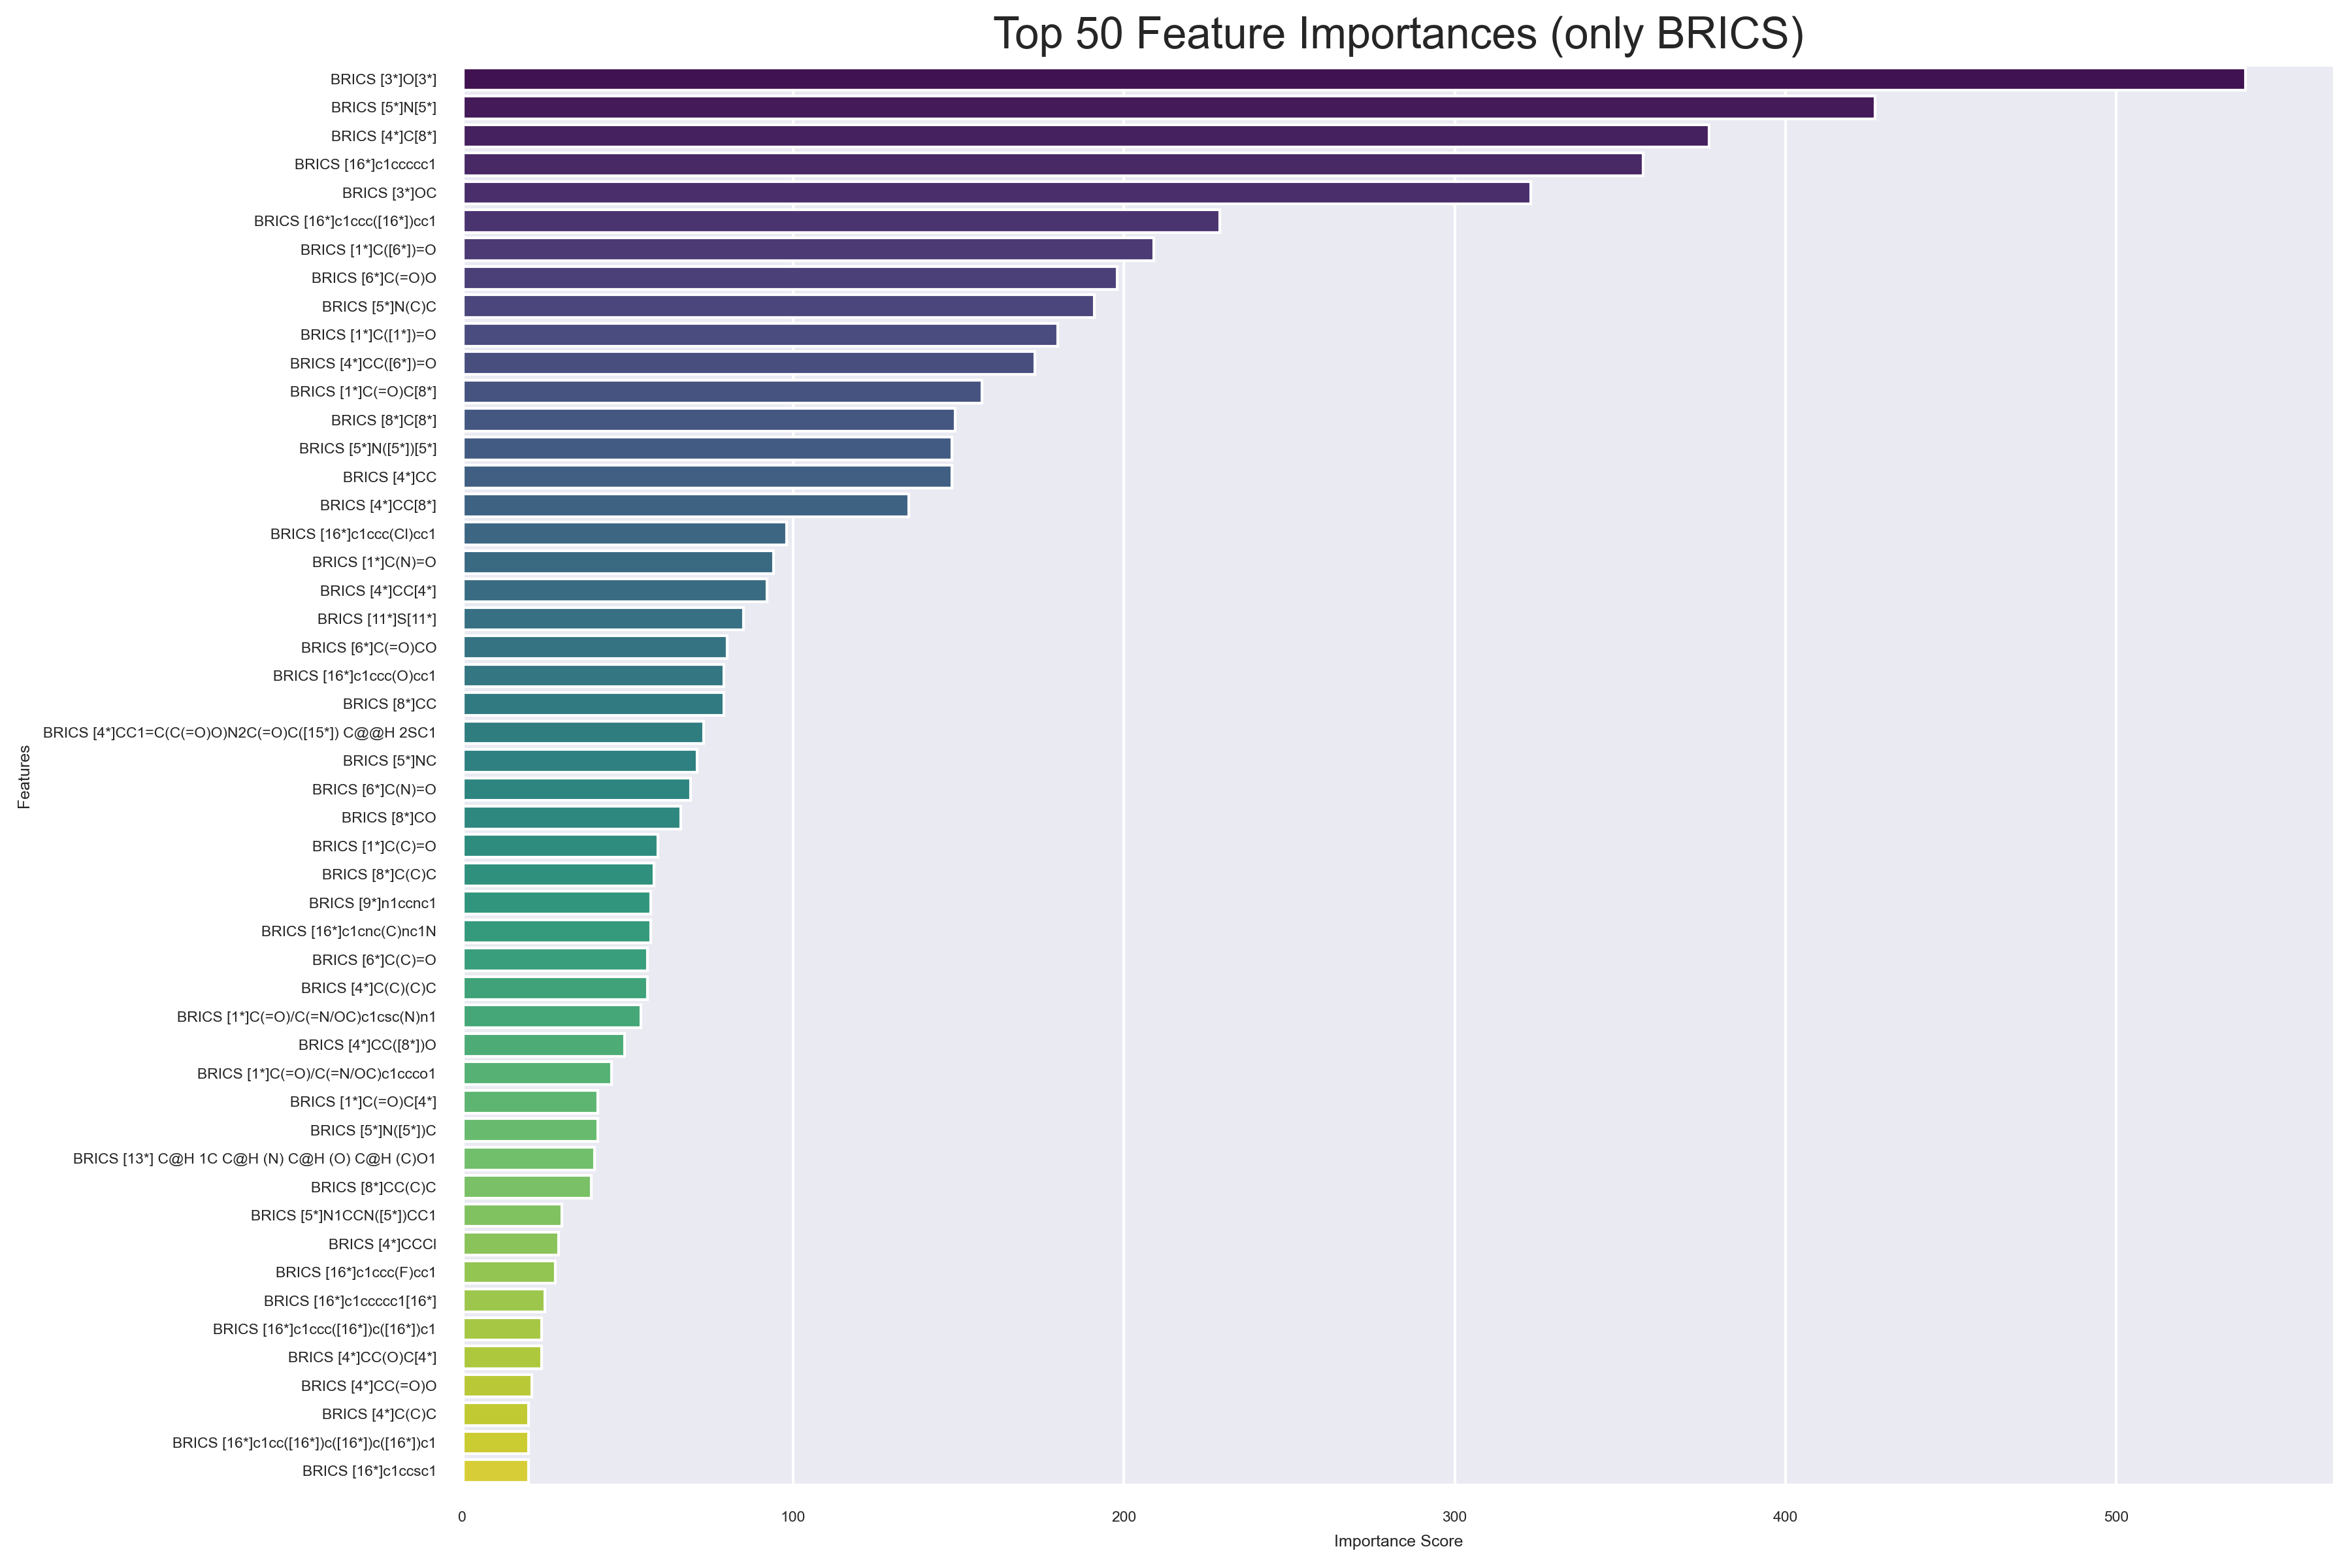 Top 50 Feature Importances (only BRICS)
BRICS [3*]O[3*]
BRICS [5*]N[5*]
BRICS [4*]C[8*]
BRICS [16*]c1ccccc1
BRICS [3*]OC
BRICS [16*]c1ccc([16*])cc1
BRICS [1*]C([6*])=O
BRICS [6*]C(=O)O
BRICS [5*]N(C)C
BRICS [1*]C([1*])=O
BRICS [4*]CC([6*])=O
BRICS [1*]C(=O)C[8*]
BRICS [8*]C[8*]
BRICS [5*]N([5*])[5*]
BRICS [4*]CC
BRICS [4*]CC[8*]
BRICS [16*]c1ccc(Cl)cc1
BRICS [1*]C(N)=O
BRICS [4*]CC[4*]
BRICS [11*]S[11*]
BRICS [6*]C(=O)CO
BRICS [16*]c1ccc(O)cc1
BRICS [8*]CC
BRICS [4*]CC1=C(C(=O)O)N2C(=O)C([15*]) C@@H 2SC1
BRICS [5*]NC
BRICS [6*]C(N)=O
BRICS [8*]CO
BRICS [1*]C(C)=O
BRICS [8*]C(C)C
BRICS [9*]n1ccnc1
BRICS [16*]c1cnc(C)nc1N
BRICS [6*]C(C)=O
BRICS [4*]C(C)(C)C
BRICS [1*]C(=O)/C(=N/OC)c1csc(N)n1
BRICS [4*]CC([8*])O
BRICS [1*]C(=O)/C(=N/OC)c1ccco1
BRICS [1*]C(=O)C[4*]
BRICS [5*]N([5*])C
BRICS [13*] C@H 1C C@H (N) C@H (O) C@H (C)O1
BRICS [8*]CC(C)C
BRICS [5*]N1CCN([5*])CC1
BRICS [4*]CCCl
BRICS [16*]c1ccc(F)cc1
BRICS [16*]c1ccccc1[16*]
BRICS [16*]c1ccc([16*])c([16*])c1
BRICS [4*]CC(O)C[4*]
BRICS [4*]CC(=O)O
BRICS [4*]C(C)C
BRICS [16*]c1cc([16*])c([16*])c([16*])c1
BRICS [16*]c1ccsc1
Features
0 100 200 300 400 500
Importance Score